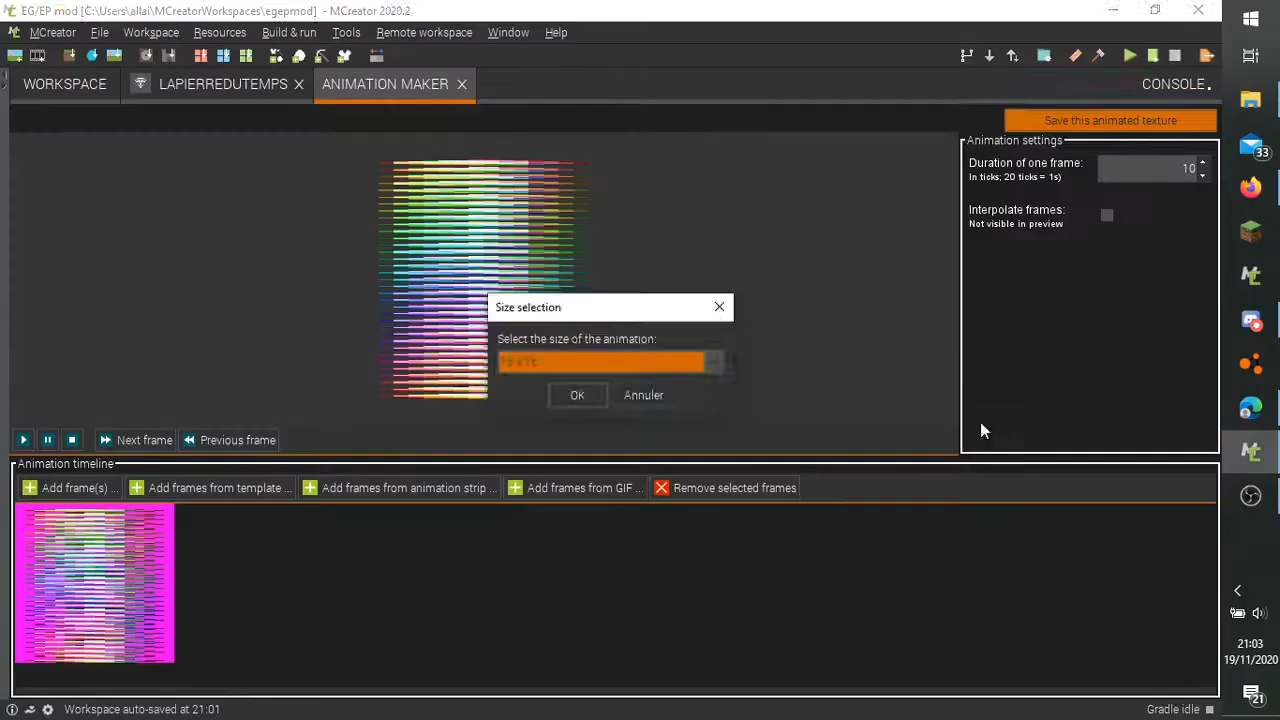 EG/EP mod [C:\Users\allai\MCreatorWorkspaces\egepmod] - MCreator 2020.2
MCreator File Workspace Resources Build & run Tools Remote workspace Window Help
WORKSPACE LAPIERREDUTEMPS ANIMATION MAKER CONSOLE
Save this animated texture
Animation settings
Duration of one frame: 10
In ticks; 20 ticks = 1s)
Interpolate frames:
Not visible in preview
Size selection
Select the size of the animation:
OK Annuler
Next frame Previous frame
Animation timeline
Add frame(s) ... Add frames from template ... Add frames from animation strip ... Add frames from GIF ... Remove selected frames
Workspace auto-saved at 21:01 Gradle idle
33
21:03
19/11/2020
21